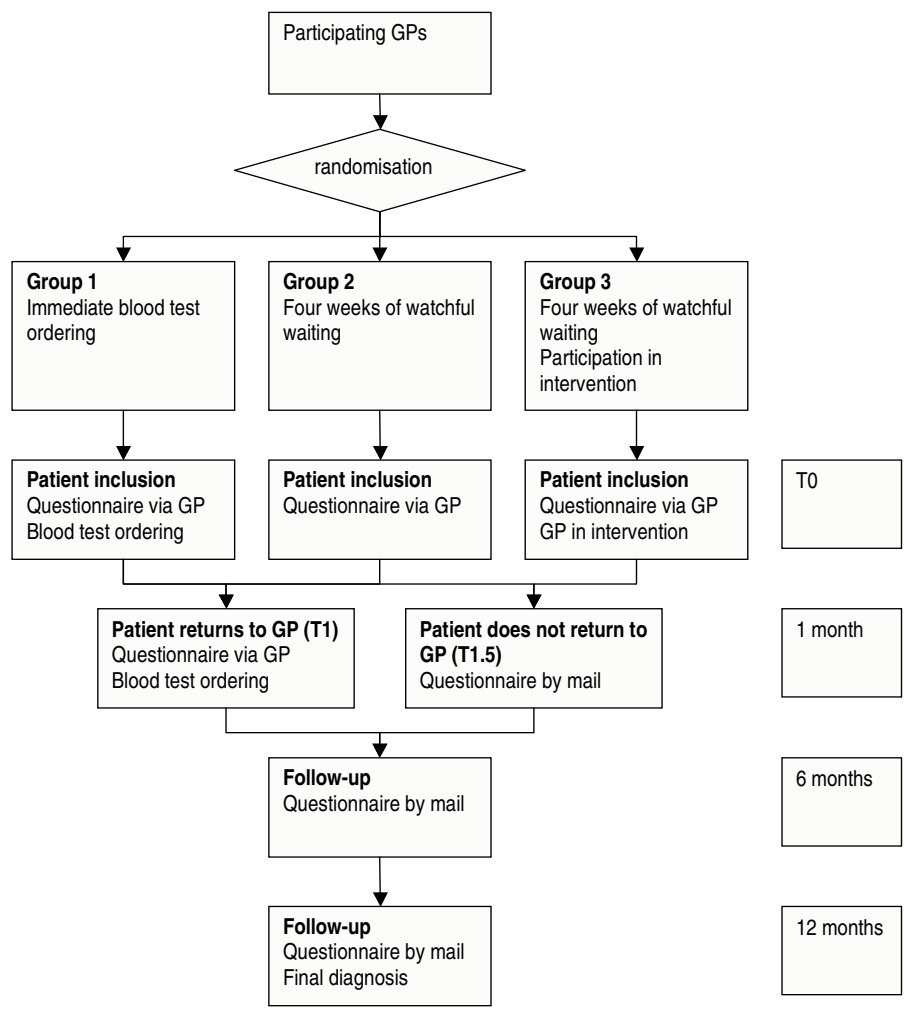 Participating GPs
randomisation
Group 1
Immediate blood test
ordering
Group 2
Four weeks of watchful
waiting
Group 3
Four weeks of watchful
waiting
Participation in
intervention
Patient inclusion
Questionnaire via GP
Blood test ordering
Patient inclusion
Questionnaire via GP
Patient inclusion
Questionnaire via GP
GP in intervention
T0
Patient returns to GP (T1)
Questionnaire via GP
Blood test ordering
Patient does not return to
GP (T1.5)
Questionnaire by mail
1 month
Follow-up
Questionnaire by mail
6 months
Follow-up
Questionnaire by mail
Final diagnosis
12 months